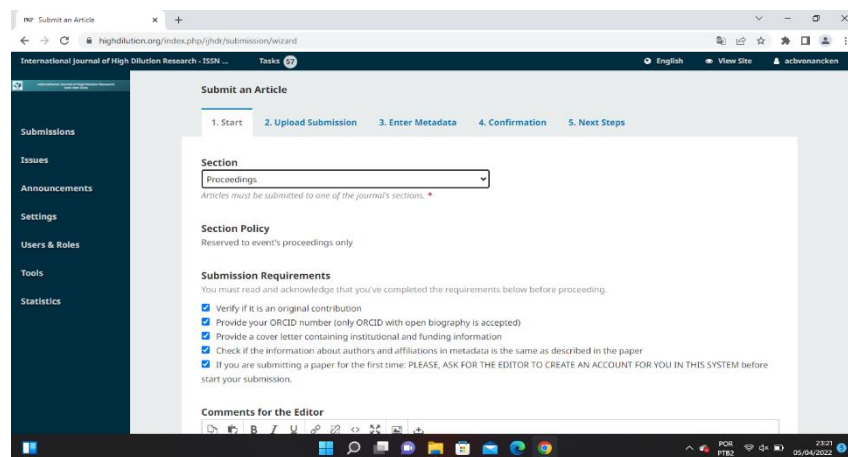 Submit an Article
highdilution.org/index.php/ijhdr/submission/wizard
International Journal of High Dilution Research - ISSN ...
Tasks 57
English
View Site
acbvonancken
Submissions
Issues
Announcements
Settings
Users & Roles
Tools
Statistics
Submit an Article
1. Start
2. Upload Submission
3. Enter Metadata
4. Confirmation
5. Next Steps
Section
Proceedings
Articles must be submitted to one of the journal's sections. *
Section Policy
Reserved to event's proceedings only
Submission Requirements
You must read and acknowledge that you've completed the requirements below before proceeding.
Verify if it is an original contribution
Provide your ORCID number (only ORCID with open biography is accepted)
Provide a cover letter containing institutional and funding information
Check if the information about authors and affiliations in metadata is the same as described in the paper
If you are submitting a paper for the first time: PLEASE, ASK FOR THE EDITOR TO CREATE AN ACCOUNT FOR YOU IN THIS SYSTEM before
start your submission.
Comments for the Editor
B I U
POR
PTB2
23:21
05/04/2022